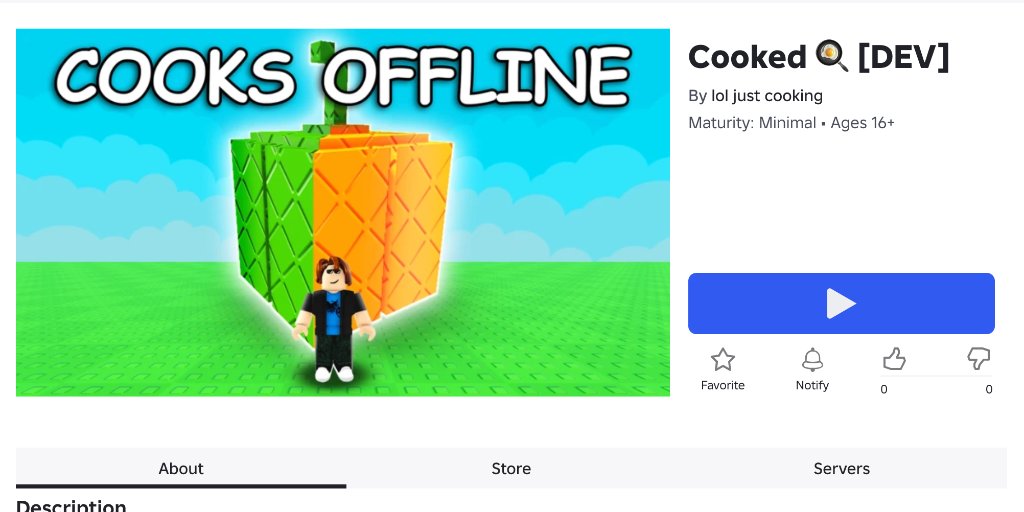 COOKS OFFLINE
Cooked 🍳 [DEV]
By lol just cooking
Maturity: Minimal • Ages 16+
Favorite
Notify
0
0
About
Store
Servers
Description